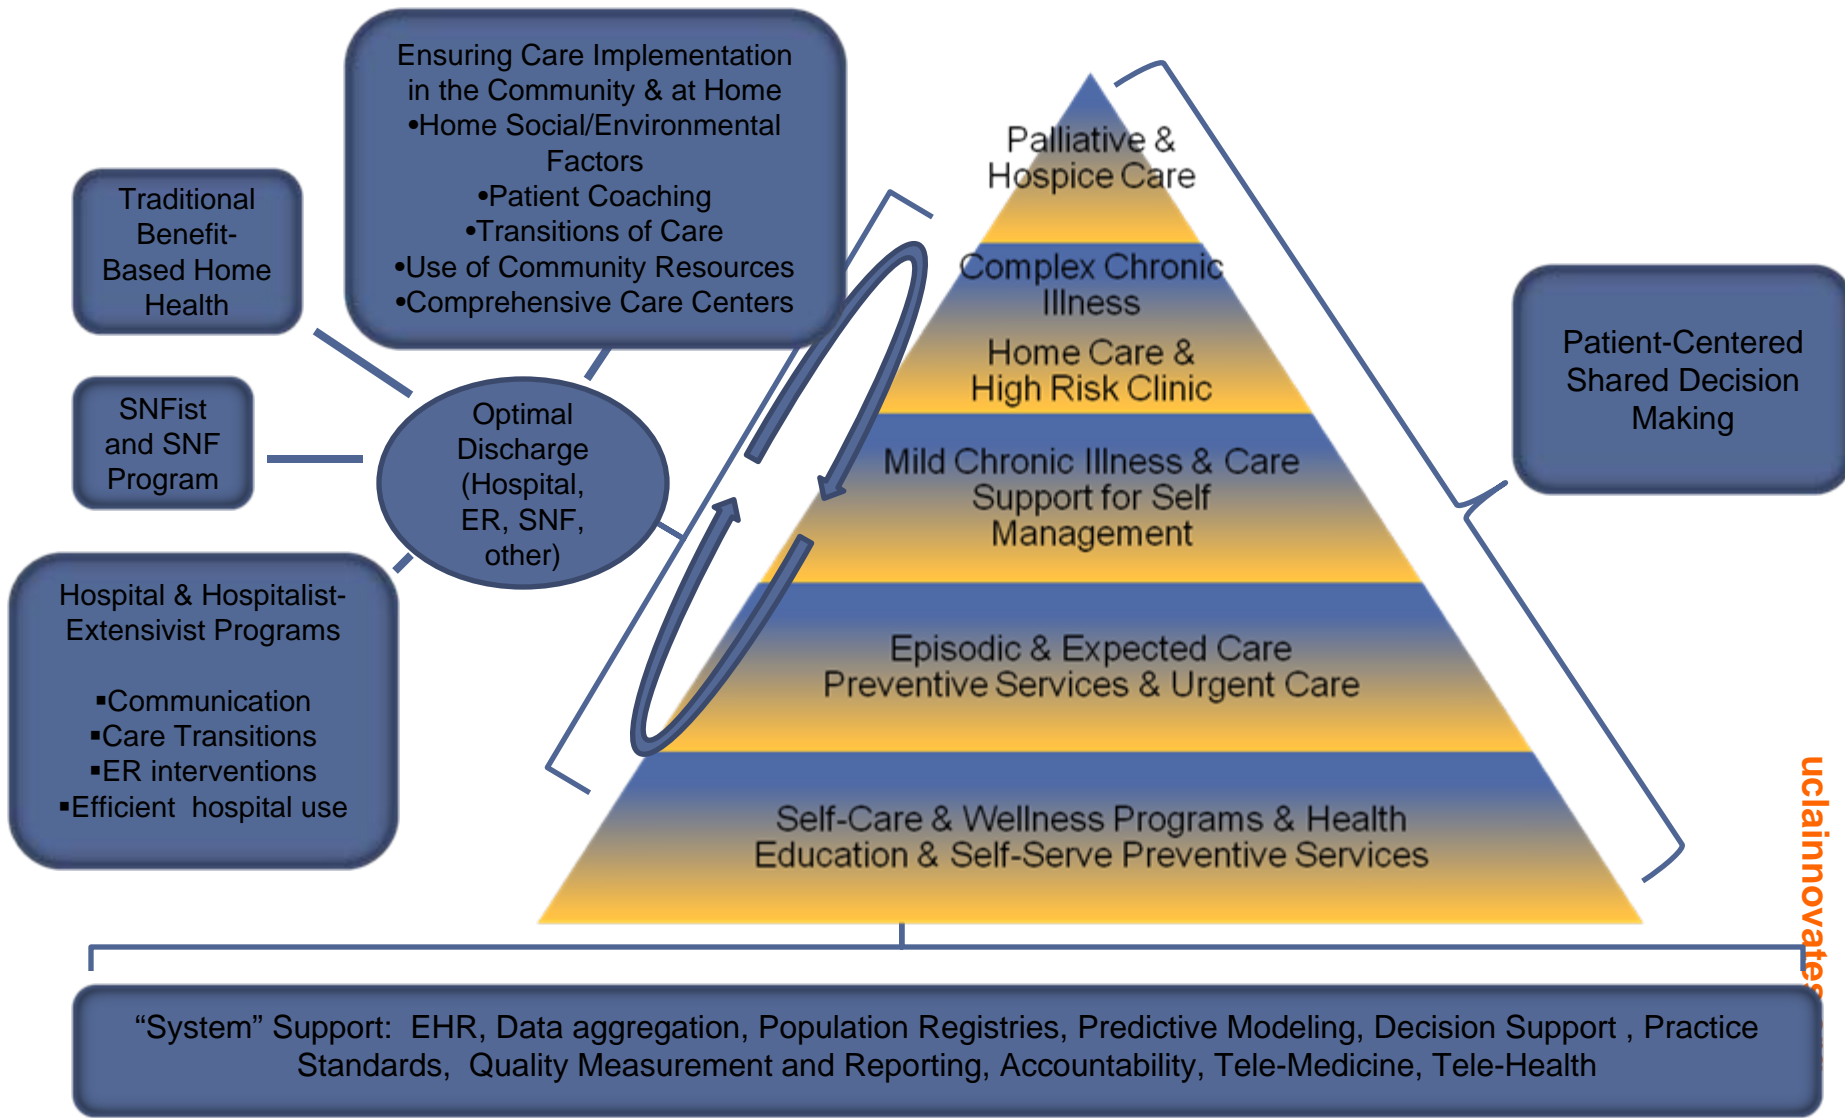 Ensuring Care Implementation
in the Community & at Home
•Home Social/Environmental
Factors
•Patient Coaching
•Transitions of Care
•Use of Community Resources
•Comprehensive Care Centers
Traditional
Benefit-
Based Home
Health
SNFist
and SNF
Program
Optimal
Discharge
(Hospital,
ER, SNF,
other)
Hospital & Hospitalist-
Extensivist Programs
▪Communication
▪Care Transitions
▪ER interventions
▪Efficient hospital use
Palliative &
Hospice Care
Complex Chronic
Illness
Home Care &
High Risk Clinic
Mild Chronic Illness & Care
Support for Self
Management
Episodic & Expected Care
Preventive Services & Urgent Care
Self-Care & Wellness Programs & Health
Education & Self-Serve Preventive Services
Patient-Centered
Shared Decision
Making
uclainnovates
“System” Support: EHR, Data aggregation, Population Registries, Predictive Modeling, Decision Support , Practice
Standards, Quality Measurement and Reporting, Accountability, Tele-Medicine, Tele-Health